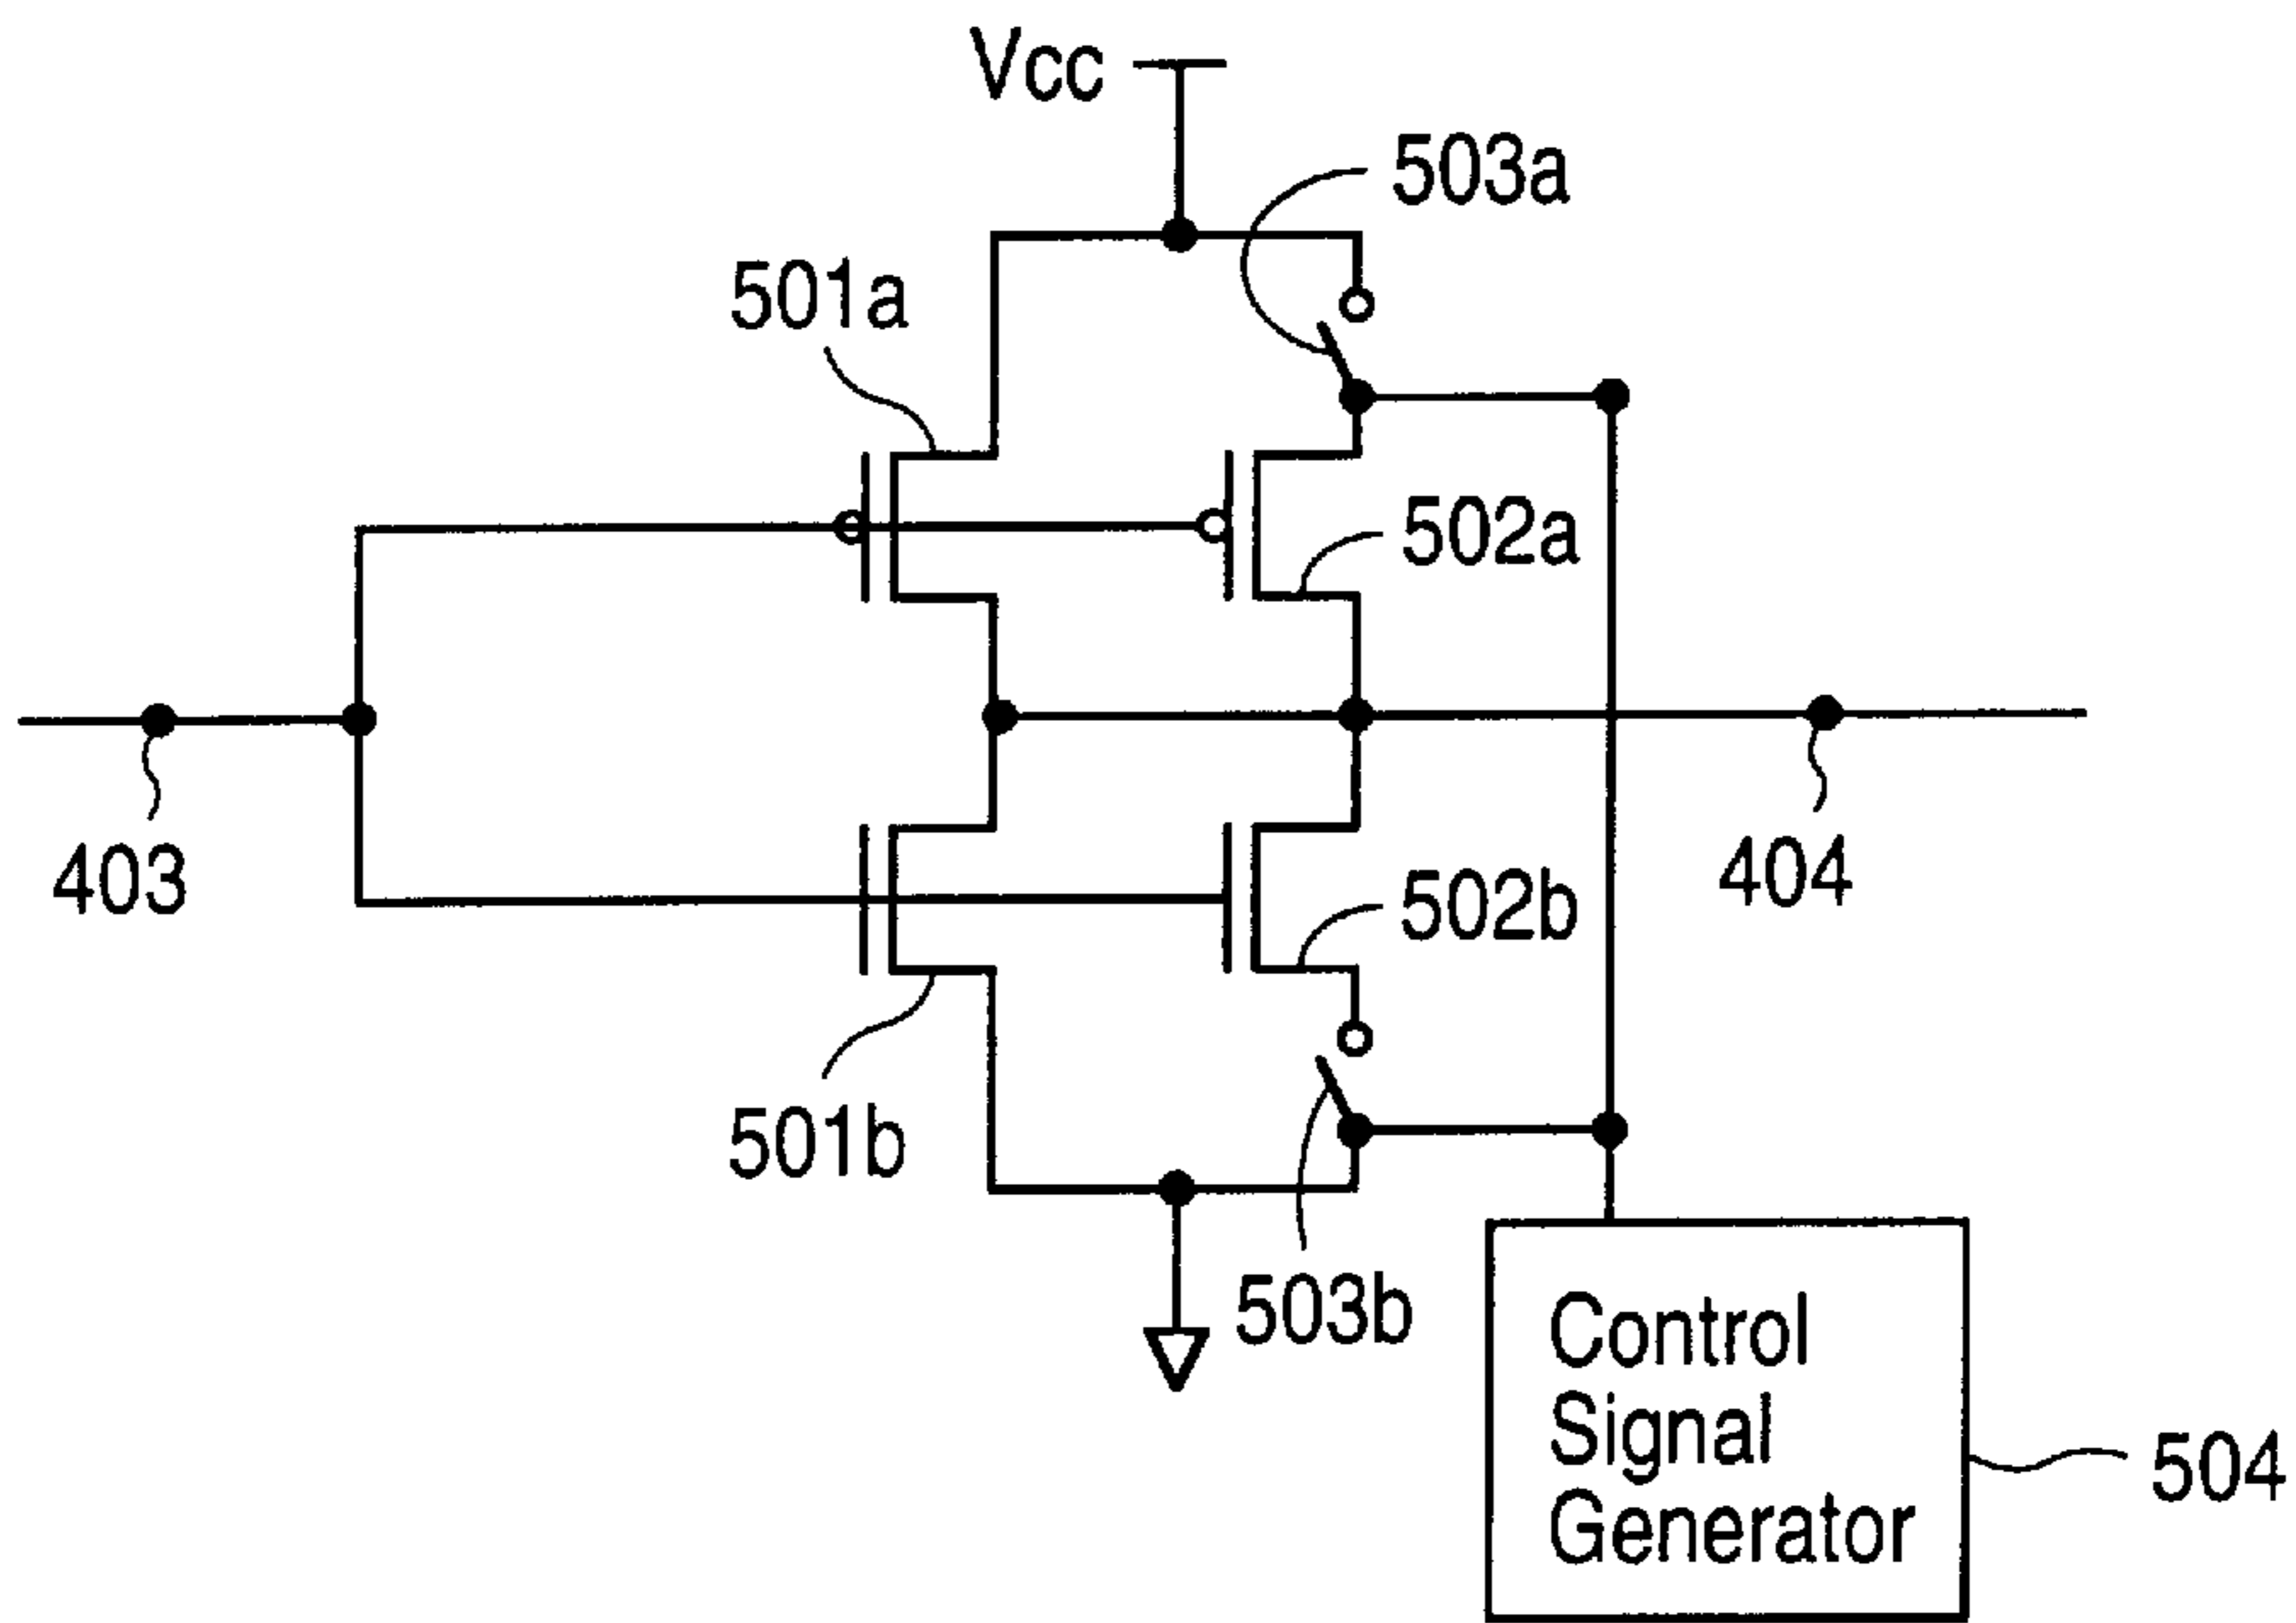 Vcc
503a
501a
502a
403
404
502b
501b
503b
Control
Signal
Generator
504